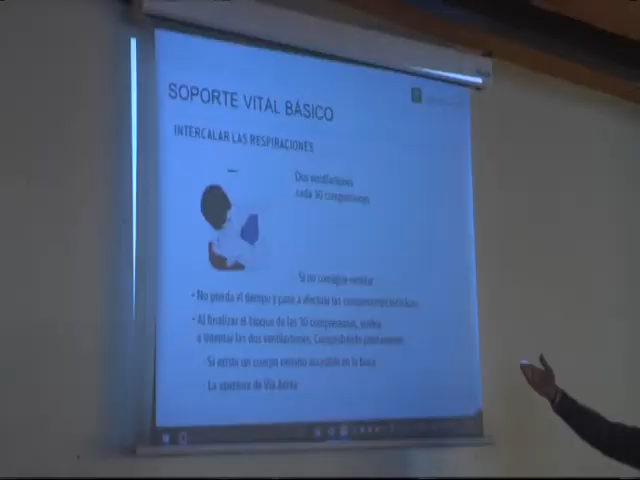 SOPORTE VITAL BÁSICO
INTERCALAR LAS RESPIRACIONES
Dos ventilaciones
cada 30 compresiones
Si no consigue ventilar
• No pierda el tiempo y pase a efectuar las compresiones torácicas
• Al finalizar el bloque de las 30 compresiones, vuelva
a intentar las dos ventilaciones. Comprobando
- Si existe un cuerpo extraño accesible en la boca
- La apertura de Vía Aérea